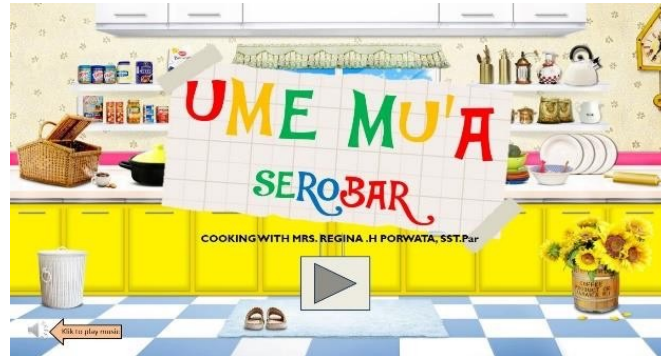 UME MU'A
SEROBAR
COOKING WITH MRS. REGINA .H PORWATA, SST.Par
Klik to play music